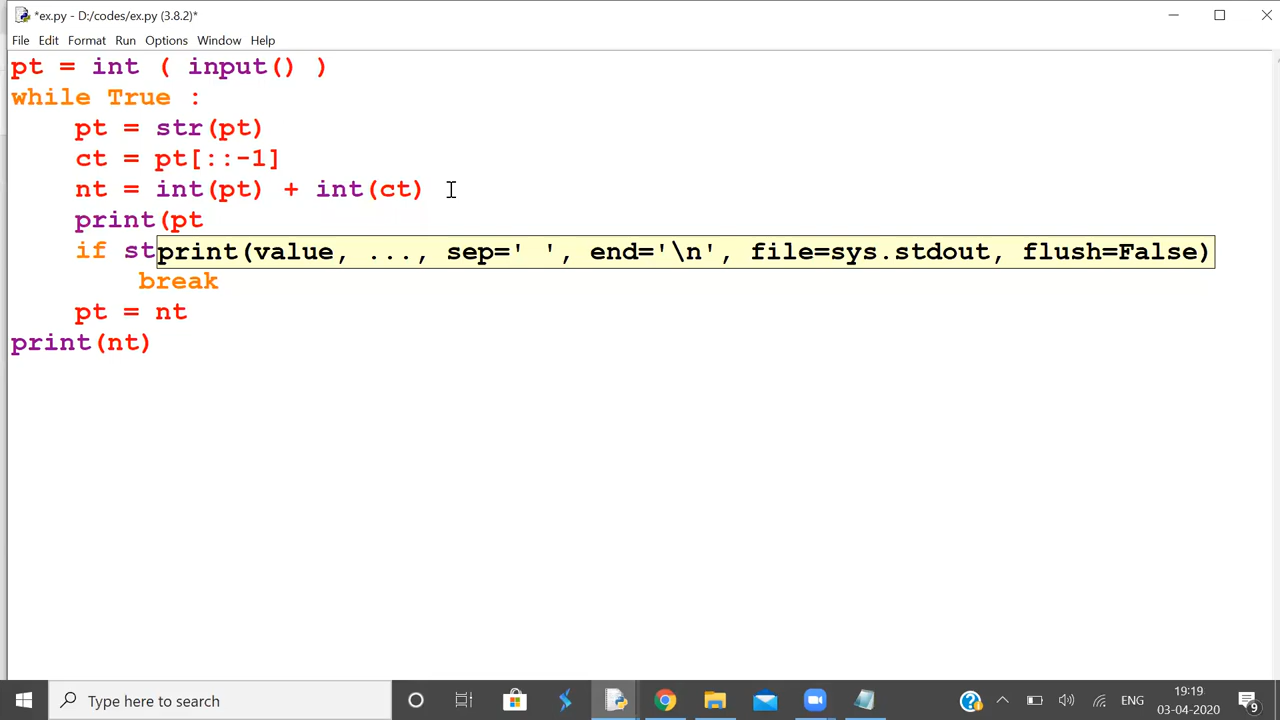 *ex.py - D:/codes/ex.py (3.8.2)*
File Edit Format Run Options Window Help
pt = int ( input() )
while True :
    pt = str(pt)
    ct = pt[::-1]
    nt = int(pt) + int(ct)
    print(pt
    if st
print(value, ..., sep=' ', end='\n', file=sys.stdout, flush=False)
        break
    pt = nt
print(nt)
Type here to search
ENG
19:19
03-04-2020
9